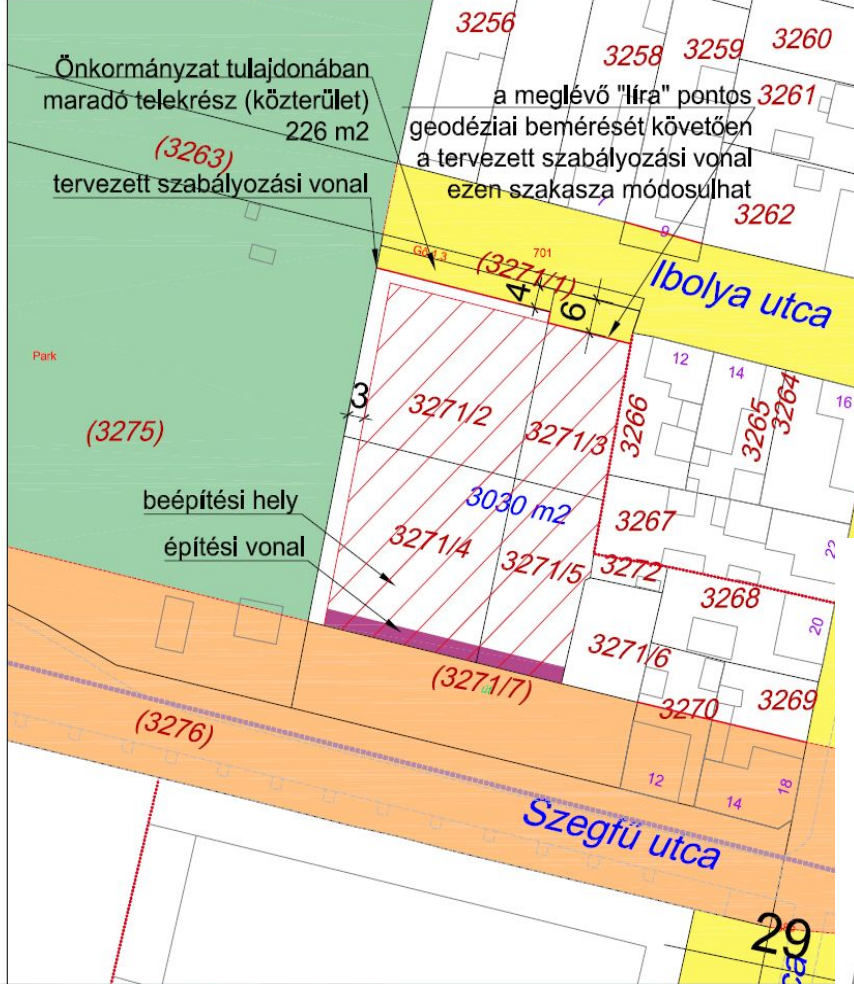 3256
3258
3259
3260
Önkormányzat tulajdonában
maradó telekrész (közterület)
226 m2
a meglévő "líra" pontos
geodéziai bemérését követően
a tervezett szabályozási vonal
ezen szakasza módosulhat
3261
(3263)
tervezett szabályozási vonal
3262
7
9
701
(3271/1)
Ibolya utca
4
6
Park
12
14
16
3
3271/2
3271/3
3266
3265
3264
(3275)
beépítési hely
3030 m2
3267
építési vonal
3271/4
3271/5
3272
22
3268
20
3271/6
(3271/7)
út
3270
3269
(3276)
12
14
18
Szegfű utca
29